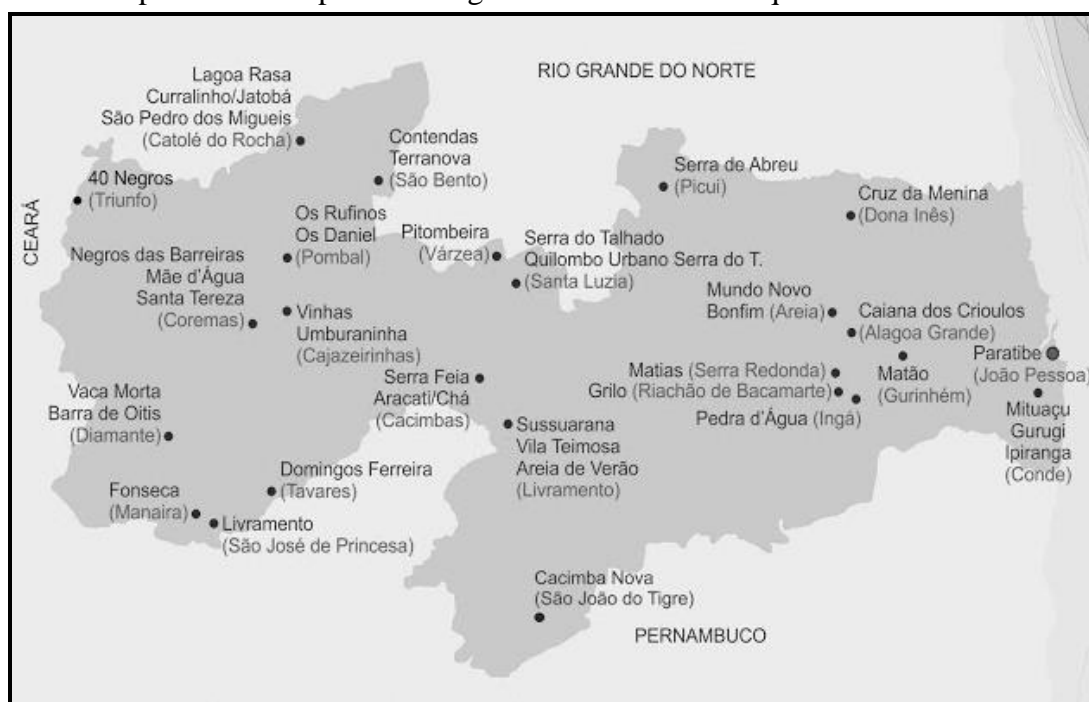 RIO GRANDE DO NORTE
Lagoa Rasa
Curralinho/Jatobá
São Pedro dos Migueis
(Catolé do Rocha)
Contendas
Terranova
(São Bento)
Serra de Abreu
(Picui)
40 Negros
(Triunfo)
Cruz da Menina
(Dona Inês)
CEARÁ
Os Rufinos
Os Daniel
(Pombal)
Pitombeira
(Várzea)
Serra do Talhado
Quilombo Urbano Serra do T.
(Santa Luzia)
Negros das Barreiras
Mãe d'Água
Santa Tereza
(Coremas)
Mundo Novo
Bonfim (Areia)
Vinhas
Umburaninha
(Cajazeirinhas)
Caiana dos Crioulos
(Alagoa Grande)
Paratibe
(João Pessoa)
Serra Feia
Aracati/Chá
(Cacimbas)
Matias (Serra Redonda)
Grilo (Riachão de Bacamarte)
Pedra d'Água (Ingá)
Matão
(Gurinhém)
Vaca Morta
Barra de Oitis
(Diamante)
Mituaçu
Gurugi
Ipiranga
(Conde)
Sussuarana
Vila Teimosa
Areia de Verão
(Livramento)
Domingos Ferreira
(Tavares)
Fonseca
(Manaira)
Livramento
(São José de Princesa)
Cacimba Nova
(São João do Tigre)
PERNAMBUCO